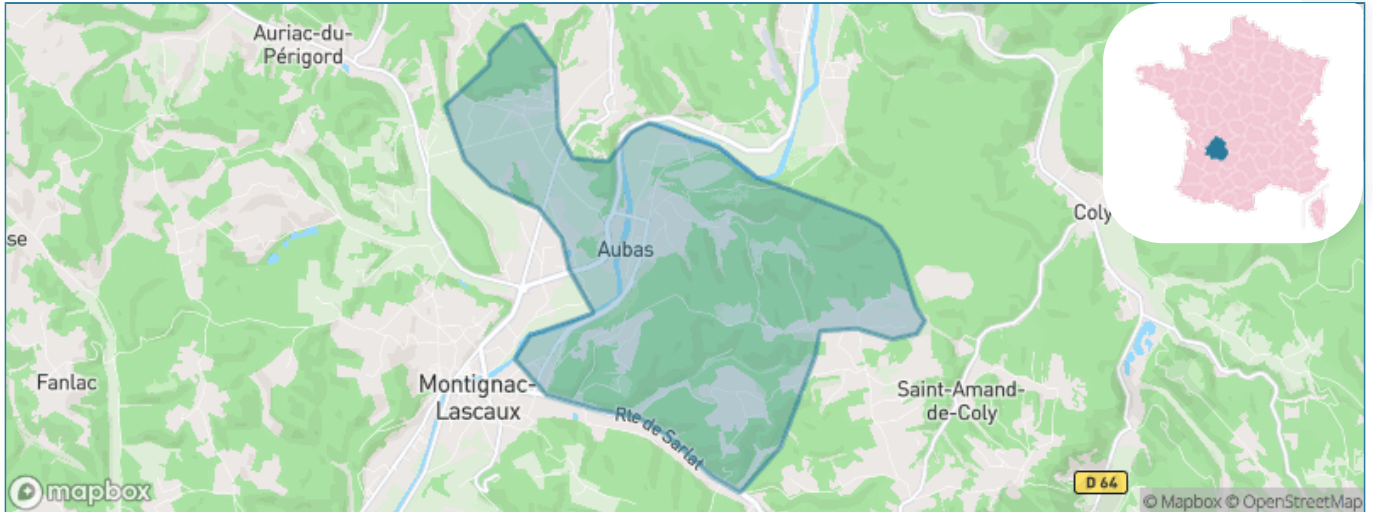 Auriac-du-
Périgord
se
Aubas
Coly
Fanlac
Montignac-
Lascaux
Rte de Sarlat
Saint-Amand-
de-Coly
D 64
mapbox
© Mapbox © OpenStreetMap